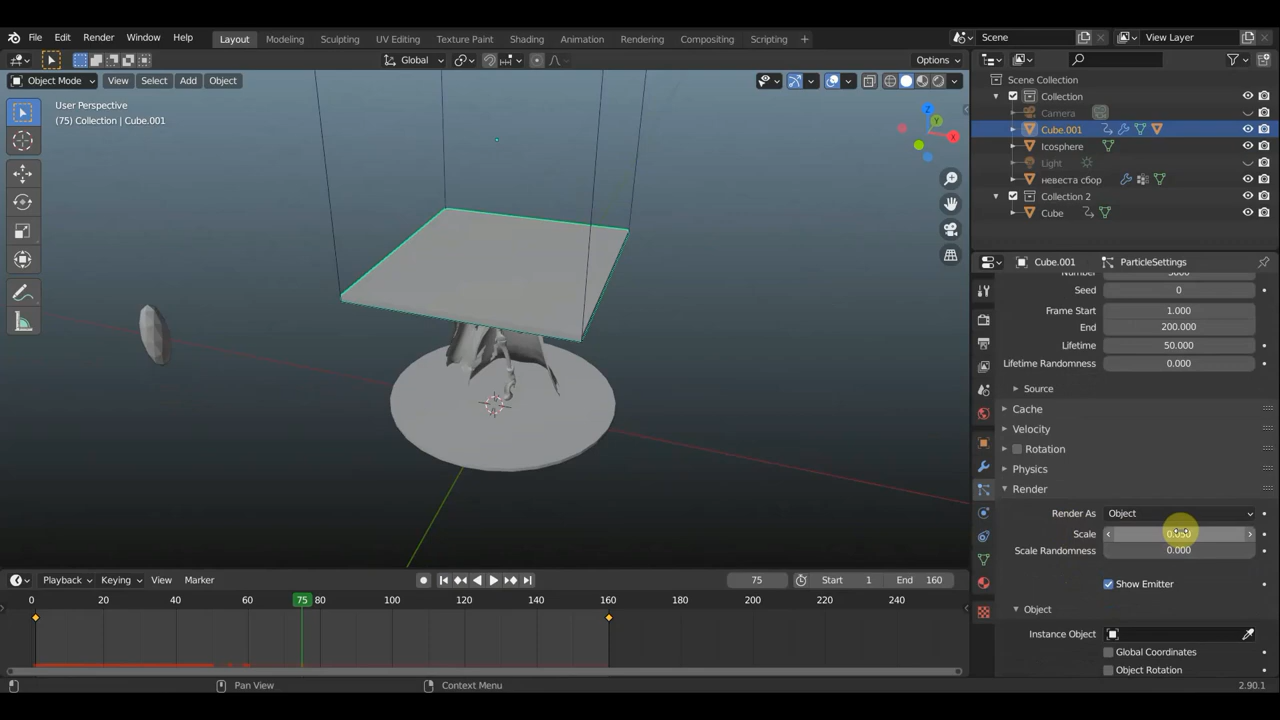 File Edit Render Window Help
Layout Modeling Sculpting UV Editing Texture Paint Shading Animation Rendering Compositing Scripting
Scene
View Layer
Global
Options
Object Mode View Select Add Object
User Perspective
(75) Collection | Cube.001
Z
Y
X
Scene Collection
Collection
Camera
Cube.001
Icosphere
Light
невеста сбор
Collection 2
Cube
Cube.001
ParticleSettings
Number
Seed 0
Frame Start 1.000
End 200.000
Lifetime 50.000
Lifetime Randomness 0.000
Source
Cache
Velocity
Rotation
Physics
Render
Render As Object
Scale 0.050
Scale Randomness 0.000
Show Emitter
Object
Instance Object
Global Coordinates
Object Rotation
Playback Keying View Marker
75
Start 1
End 160
0 20 40 60 75 80 100 120 140 160 180 200 220 240
Pan View
Context Menu
2.90.1